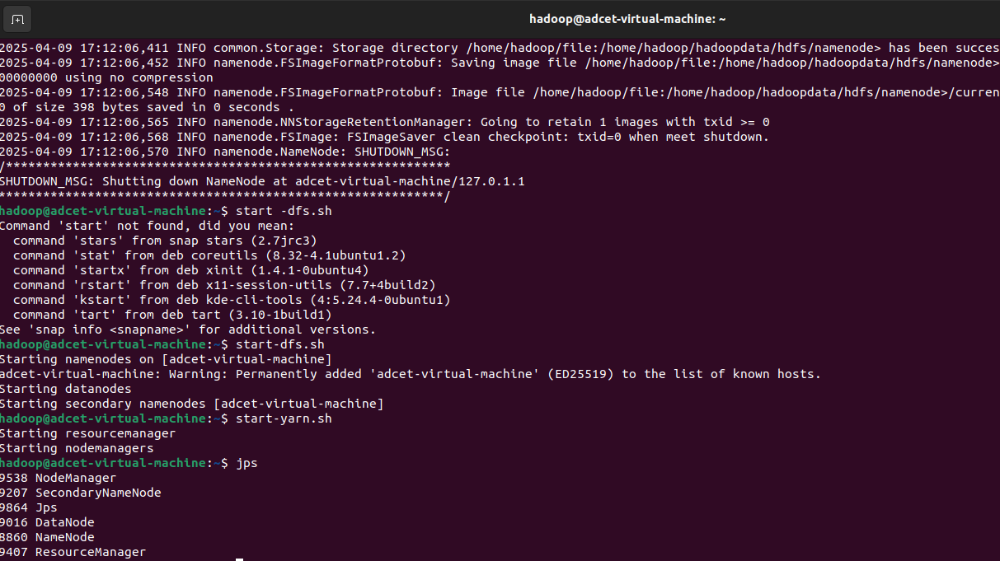 hadoop@adcet-virtual-machine: ~
2025-04-09 17:12:06,411 INFO common.Storage: Storage directory /home/hadoop/file:/home/hadoop/hadoopdata/hdfs/namenode> has been succes
2025-04-09 17:12:06,452 INFO namenode.FSImageFormatProtobuf: Saving image file /home/hadoop/file:/home/hadoop/hadoopdata/hdfs/namenode>
00000000 using no compression
2025-04-09 17:12:06,548 INFO namenode.FSImageFormatProtobuf: Image file /home/hadoop/file:/home/hadoop/hadoopdata/hdfs/namenode>/curren
0 of size 398 bytes saved in 0 seconds .
2025-04-09 17:12:06,565 INFO namenode.NNStorageRetentionManager: Going to retain 1 images with txid >= 0
2025-04-09 17:12:06,568 INFO namenode.FSImage: FSImageSaver clean checkpoint: txid=0 when meet shutdown.
2025-04-09 17:12:06,570 INFO namenode.NameNode: SHUTDOWN_MSG:
/************************************************************
SHUTDOWN_MSG: Shutting down NameNode at adcet-virtual-machine/127.0.1.1
************************************************************/
hadoop@adcet-virtual-machine:~$ start -dfs.sh
Command 'start' not found, did you mean:
  command 'stars' from snap stars (2.7jrc3)
  command 'stat' from deb coreutils (8.32-4.1ubuntu1.2)
  command 'startx' from deb xinit (1.4.1-0ubuntu4)
  command 'rstart' from deb x11-session-utils (7.7+4build2)
  command 'kstart' from deb kde-cli-tools (4:5.24.4-0ubuntu1)
  command 'tart' from deb tart (3.10-1build1)
See 'snap info <snapname>' for additional versions.
hadoop@adcet-virtual-machine:~$ start-dfs.sh
Starting namenodes on [adcet-virtual-machine]
adcet-virtual-machine: Warning: Permanently added 'adcet-virtual-machine' (ED25519) to the list of known hosts.
Starting datanodes
Starting secondary namenodes [adcet-virtual-machine]
hadoop@adcet-virtual-machine:~$ start-yarn.sh
Starting resourcemanager
Starting nodemanagers
hadoop@adcet-virtual-machine:~$ jps
9538 NodeManager
9207 SecondaryNameNode
9864 Jps
9016 DataNode
8860 NameNode
9407 ResourceManager